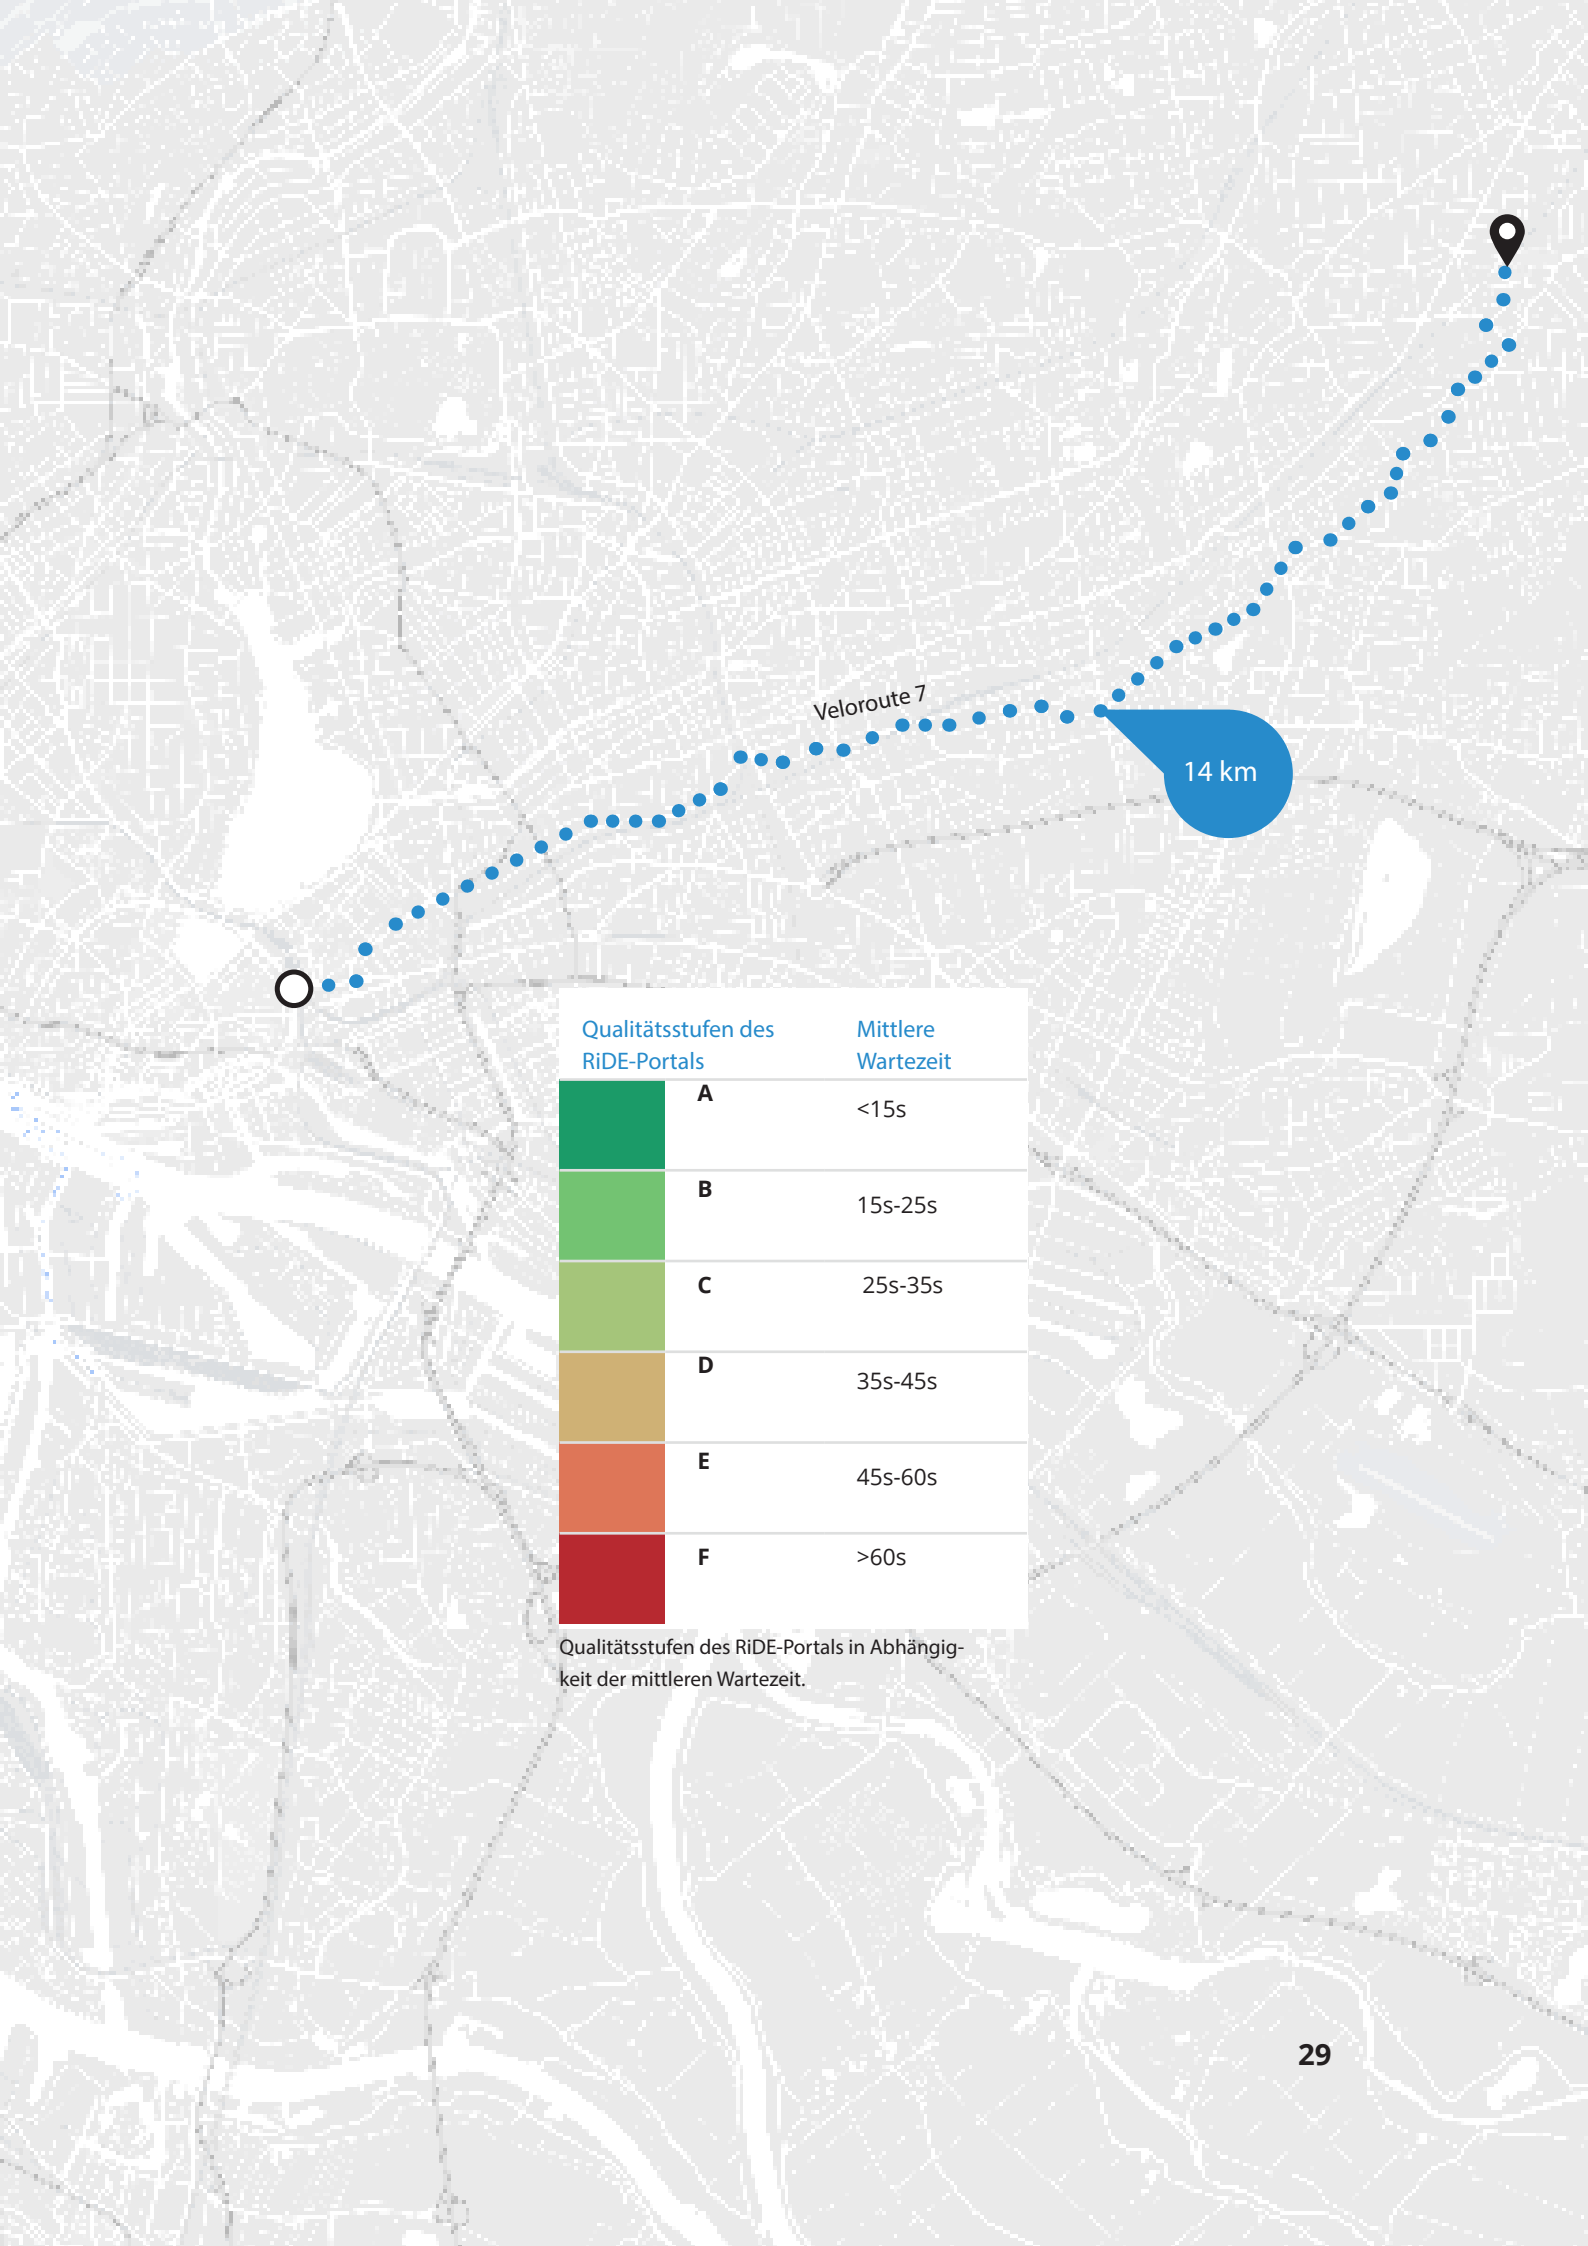 Veloroute 7
14 km
Qualitätsstufen des
RiDE-Portals
Mittlere
Wartezeit
A
<15s
B
15s-25s
C
25s-35s
D
35s-45s
E
45s-60s
F
>60s
Qualitätsstufen des RiDE-Portals in Abhängig-
keit der mittleren Wartezeit.
29